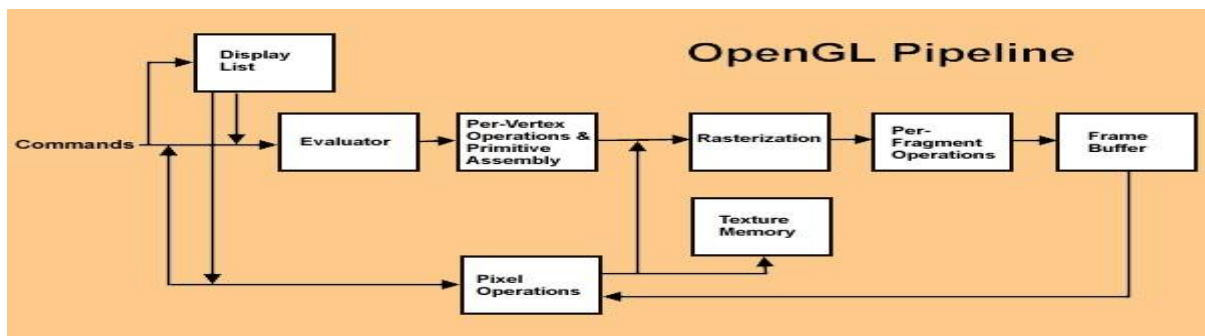 OpenGL Pipeline
Display
List
Commands
Evaluator
Per-Vertex
Operations &
Primitive
Assembly
Rasterization
Per-
Fragment
Operations
Frame
Buffer
Texture
Memory
Pixel
Operations